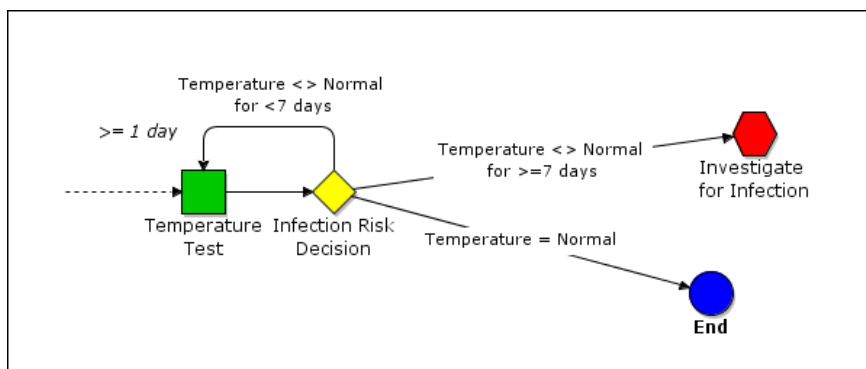 Temperature <> Normal
for <7 days
>= 1 day
Temperature <> Normal
for >=7 days
Investigate
for Infection
Temperature
Test
Infection Risk
Decision
Temperature = Normal
End